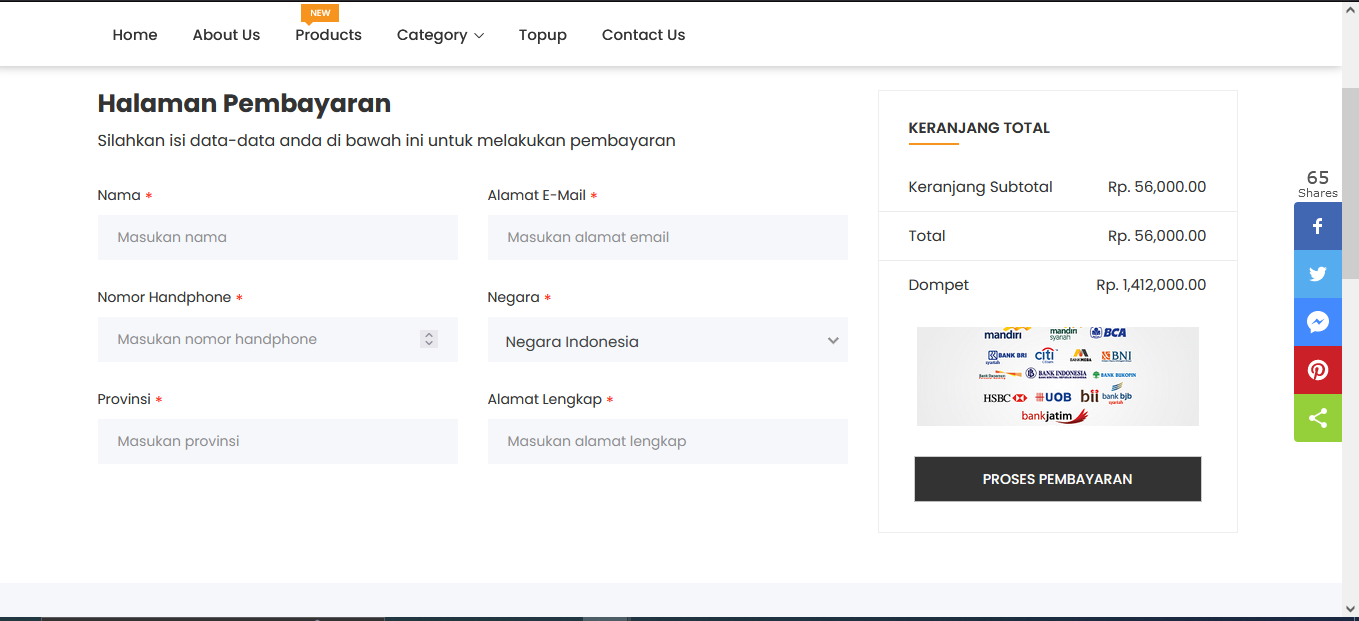 NEW
Home About Us Products Category Topup Contact Us
Halaman Pembayaran
Silahkan isi data-data anda di bawah ini untuk melakukan pembayaran
Nama * Alamat E-Mail *
Masukan nama Masukan alamat email
Nomor Handphone * Negara *
Masukan nomor handphone Negara Indonesia
Provinsi * Alamat Lengkap *
Masukan provinsi Masukan alamat lengkap
KERANJANG TOTAL
Keranjang Subtotal Rp. 56,000.00
Total Rp. 56,000.00
Dompet Rp. 1,412,000.00
mandiri mandiri syariah BCA
BANK BRI syariah citi BNI
BANK INDONESIA BANK BUKOPIN
HSBC UOB bii bank bjb syariah
bankjatim
PROSES PEMBAYARAN
65
Shares